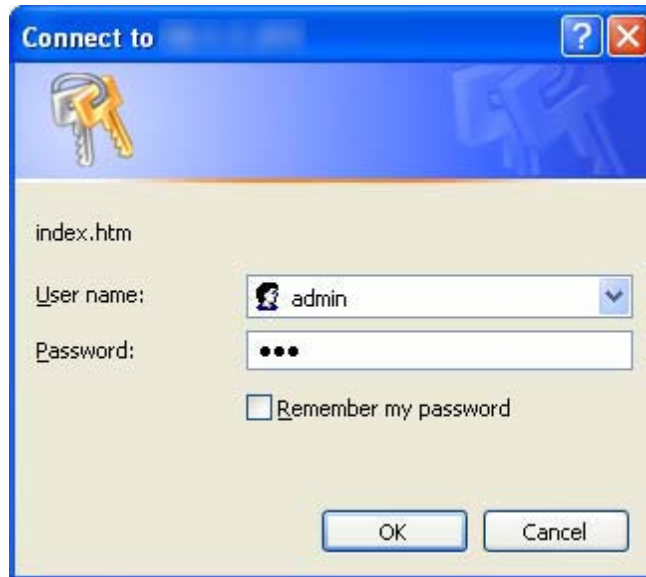 Connect to
index.htm
User name:
admin
Password:
●●●
Remember my password
OK
Cancel